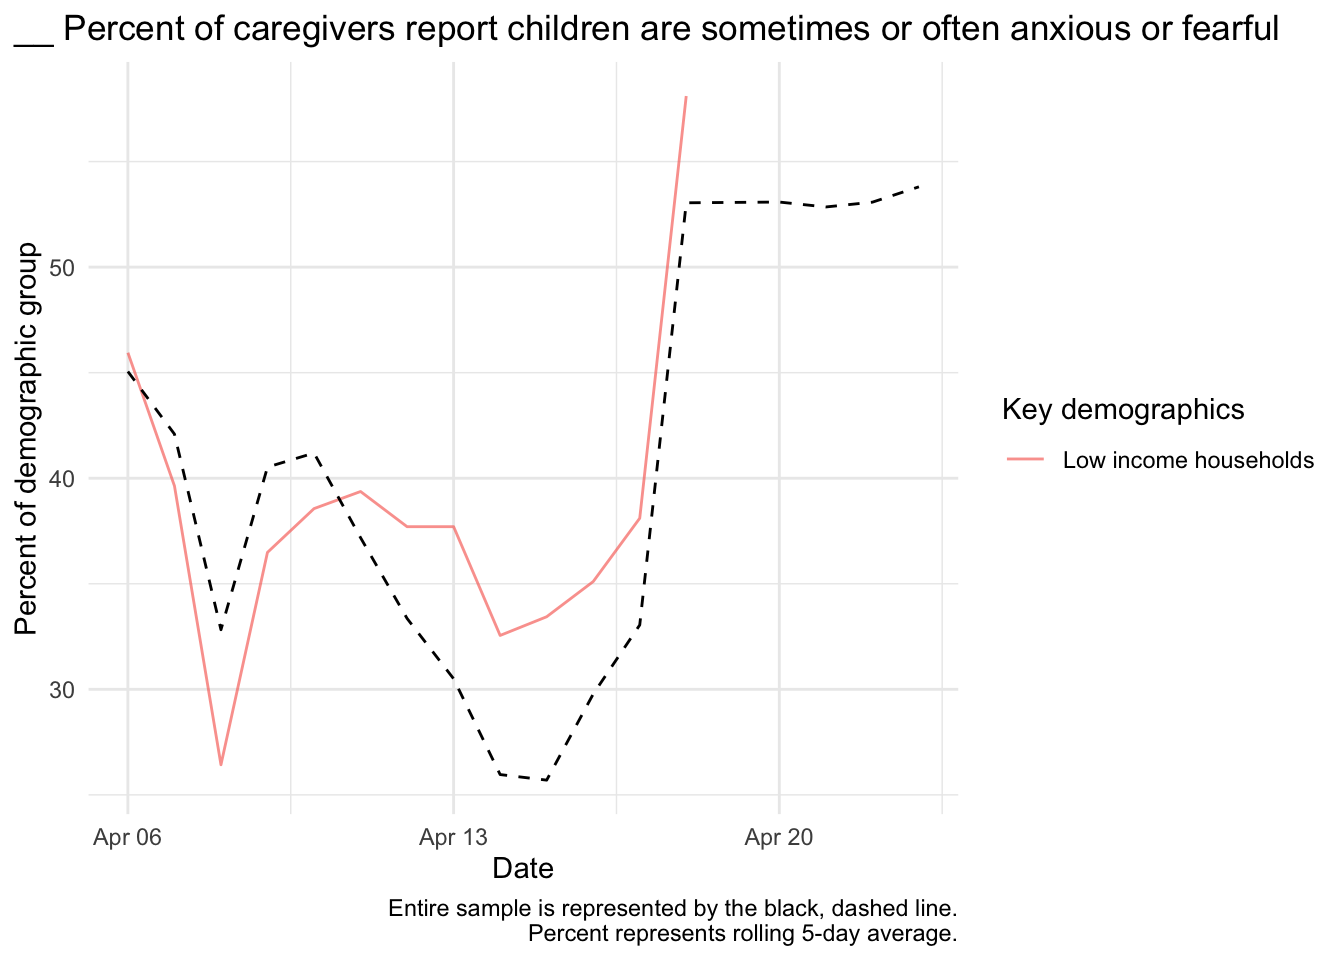 __ Percent of caregivers report children are sometimes or often anxious or fearful
Percent of demographic group
50
40
30
Apr 06
Apr 13
Apr 20
Date
Key demographics
Low income households
Entire sample is represented by the black, dashed line.
Percent represents rolling 5-day average.